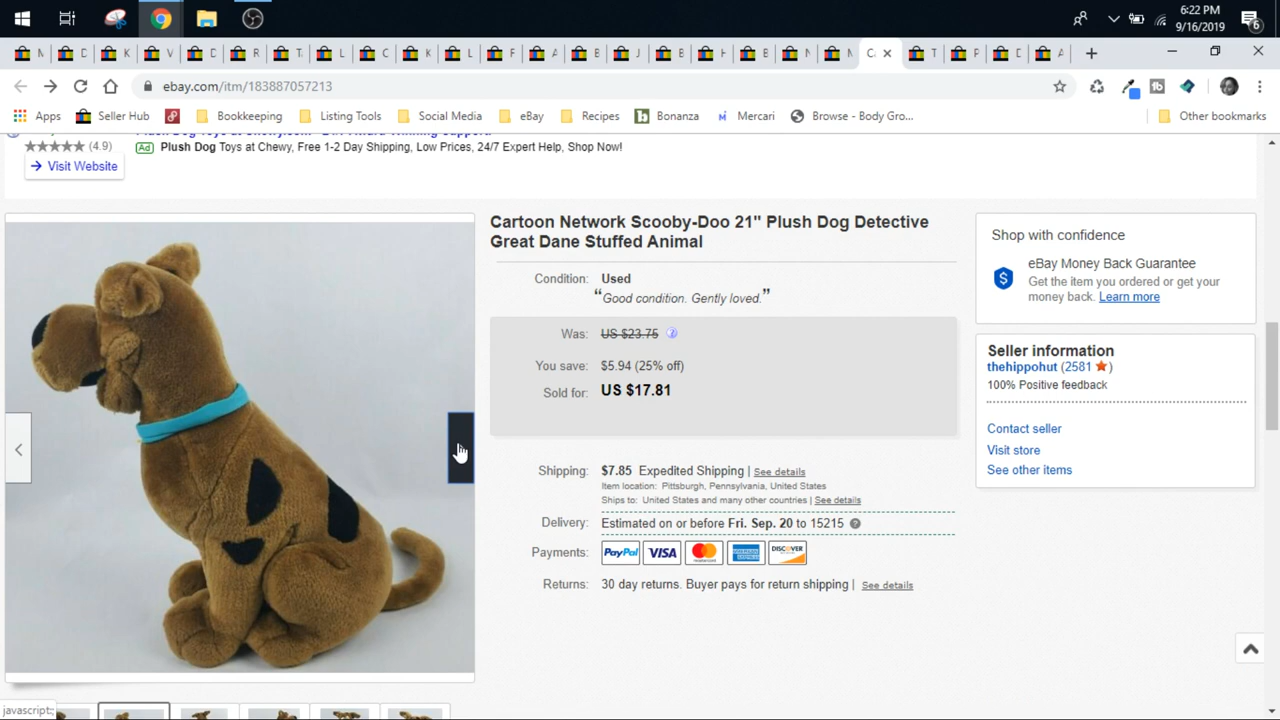 6:22 PM
9/16/2019
6
M D K V D R T L C K L F A B J B H B N M C T P D A
ebay.com/itm/183887057213
Apps Seller Hub Bookkeeping Listing Tools Social Media eBay Recipes Bonanza Mercari Browse - Body Gro... Other bookmarks
(4.9)
Ad Plush Dog Toys at Chewy.com, Free 1-2 Day Shipping, Low Prices, 24/7 Expert Help, Shop Now!
→ Visit Website
Cartoon Network Scooby-Doo 21" Plush Dog Detective
Great Dane Stuffed Animal
Condition: Used
“Good condition. Gently loved.”
Was: US $23.75
You save: $5.94 (25% off)
Sold for: US $17.81
Shipping: $7.85 Expedited Shipping | See details
Item location: Pittsburgh, Pennsylvania, United States
Ships to: United States and many other countries | See details
Delivery: Estimated on or before Fri. Sep. 20 to 15215
Payments: PayPal VISA MasterCard AMERICAN EXPRESS DISCOVER
Returns: 30 day returns. Buyer pays for return shipping | See details
Shop with confidence
eBay Money Back Guarantee
Get the item you ordered or get your
money back. Learn more
Seller information
thehippohut (2581 )
100% Positive feedback
Contact seller
Visit store
See other items
javascript:;